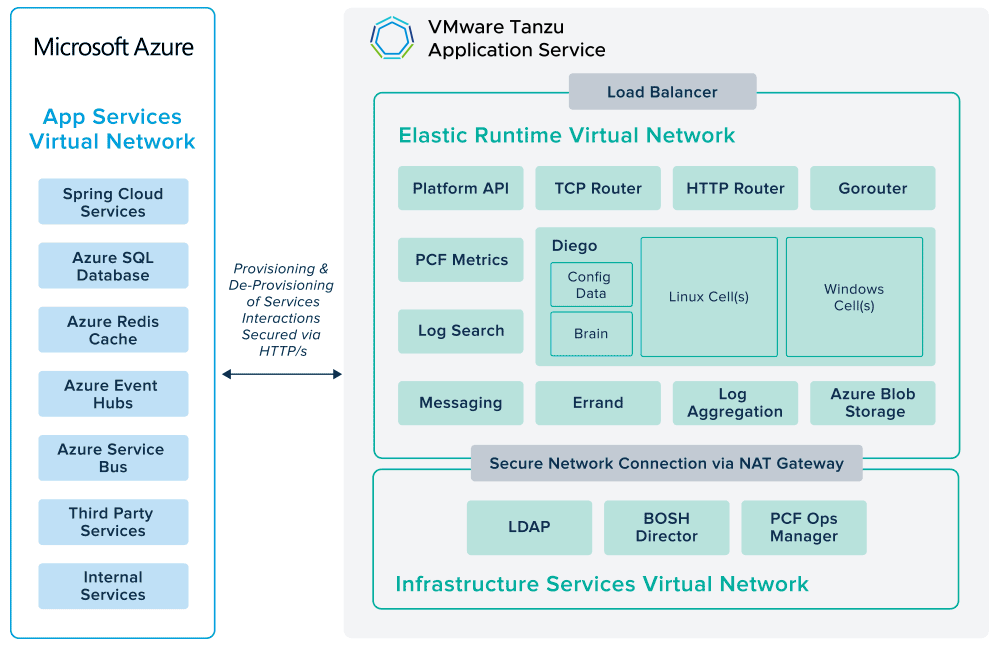 Microsoft Azure
App Services
Virtual Network
Spring Cloud
Services
Azure SQL
Database
Azure Redis
Cache
Azure Event
Hubs
Azure Service
Bus
Third Party
Services
Internal
Services
Provisioning &
De-Provisioning
of Services
Interactions
Secured via
HTTP/s
VMware Tanzu
Application Service
Load Balancer
Elastic Runtime Virtual Network
Platform API
TCP Router
HTTP Router
Gorouter
PCF Metrics
Log Search
Diego
Config
Data
Brain
Linux Cell(s)
Windows
Cell(s)
Messaging
Errand
Log
Aggregation
Azure Blob
Storage
Secure Network Connection via NAT Gateway
LDAP
BOSH
Director
PCF Ops
Manager
Infrastructure Services Virtual Network